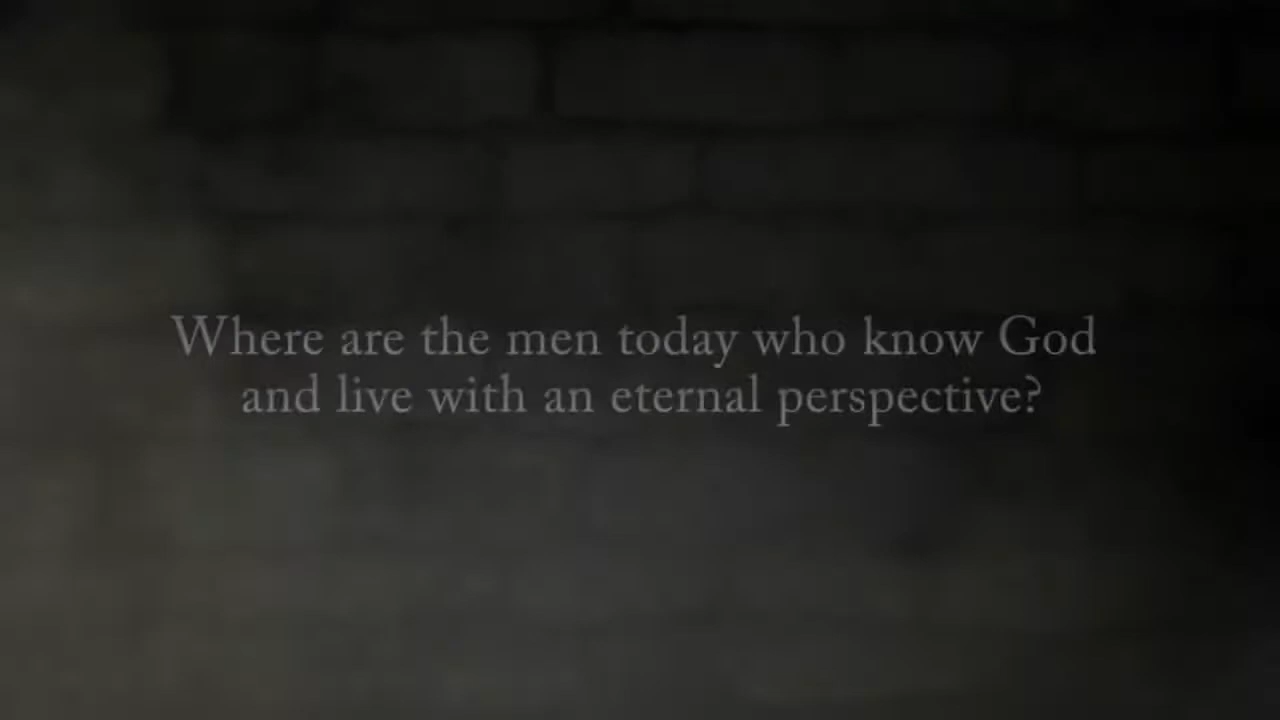 Where are the men today who know God
and live with an eternal perspective?